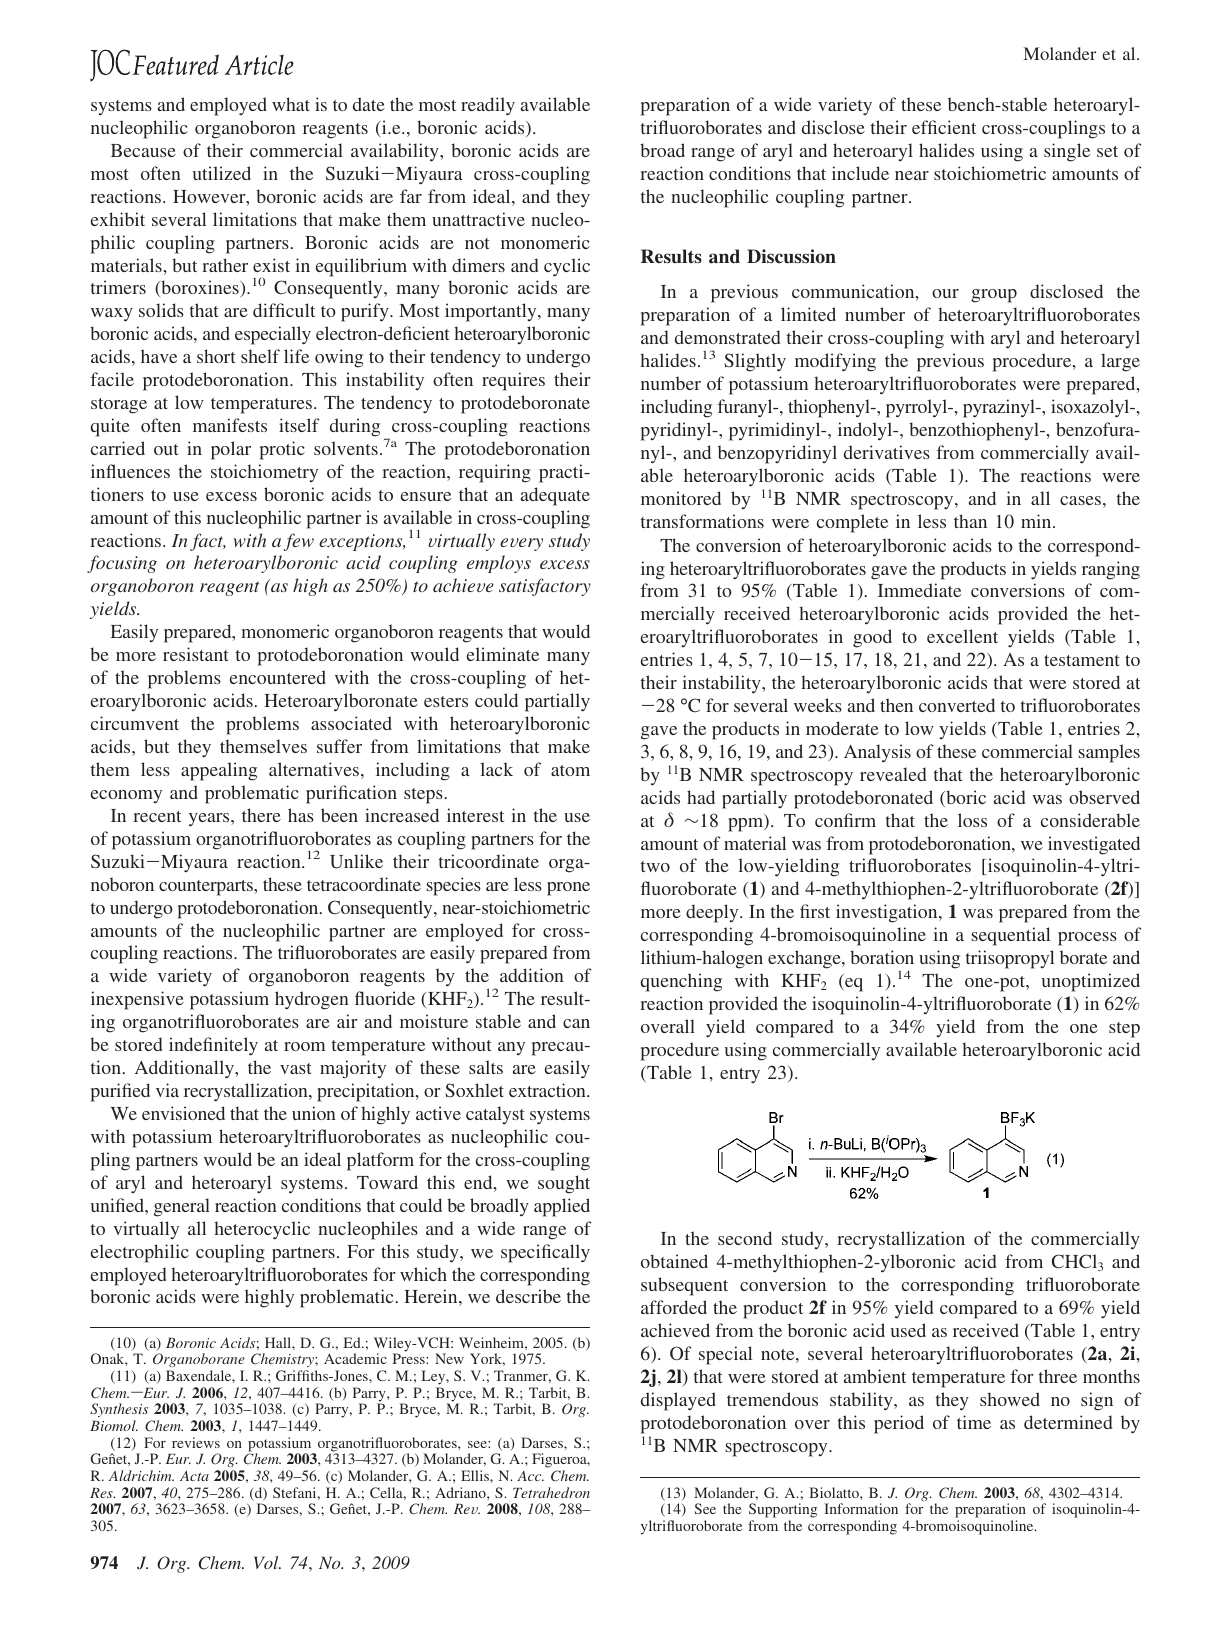 JOC Featured Article
Molander et al.
systems and employed what is to date the most readily available
nucleophilic organoboron reagents (i.e., boronic acids).
Because of their commercial availability, boronic acids are
most often utilized in the Suzuki−Miyaura cross-coupling
reactions. However, boronic acids are far from ideal, and they
exhibit several limitations that make them unattractive nucleo-
philic coupling partners. Boronic acids are not monomeric
materials, but rather exist in equilibrium with dimers and cyclic
trimers (boroxines).10 Consequently, many boronic acids are
waxy solids that are difficult to purify. Most importantly, many
boronic acids, and especially electron-deficient heteroarylboronic
acids, have a short shelf life owing to their tendency to undergo
facile protodeboronation. This instability often requires their
storage at low temperatures. The tendency to protodeboronate
quite often manifests itself during cross-coupling reactions
carried out in polar protic solvents.7a The protodeboronation
influences the stoichiometry of the reaction, requiring practi-
tioners to use excess boronic acids to ensure that an adequate
amount of this nucleophilic partner is available in cross-coupling
reactions. In fact, with a few exceptions,11 virtually every study
focusing on heteroarylboronic acid coupling employs excess
organoboron reagent (as high as 250%) to achieve satisfactory
yields.
Easily prepared, monomeric organoboron reagents that would
be more resistant to protodeboronation would eliminate many
of the problems encountered with the cross-coupling of het-
eroarylboronic acids. Heteroarylboronate esters could partially
circumvent the problems associated with heteroarylboronic
acids, but they themselves suffer from limitations that make
them less appealing alternatives, including a lack of atom
economy and problematic purification steps.
In recent years, there has been increased interest in the use
of potassium organotrifluoroborates as coupling partners for the
Suzuki−Miyaura reaction.12 Unlike their tricoordinate orga-
noboron counterparts, these tetracoordinate species are less prone
to undergo protodeboronation. Consequently, near-stoichiometric
amounts of the nucleophilic partner are employed for cross-
coupling reactions. The trifluoroborates are easily prepared from
a wide variety of organoboron reagents by the addition of
inexpensive potassium hydrogen fluoride (KHF2).12 The result-
ing organotrifluoroborates are air and moisture stable and can
be stored indefinitely at room temperature without any precau-
tion. Additionally, the vast majority of these salts are easily
purified via recrystallization, precipitation, or Soxhlet extraction.
We envisioned that the union of highly active catalyst systems
with potassium heteroaryltrifluoroborates as nucleophilic cou-
pling partners would be an ideal platform for the cross-coupling
of aryl and heteroaryl systems. Toward this end, we sought
unified, general reaction conditions that could be broadly applied
to virtually all heterocyclic nucleophiles and a wide range of
electrophilic coupling partners. For this study, we specifically
employed heteroaryltrifluoroborates for which the corresponding
boronic acids were highly problematic. Herein, we describe the
(10) (a) Boronic Acids; Hall, D. G., Ed.; Wiley-VCH: Weinheim, 2005. (b)
Onak, T. Organoborane Chemistry; Academic Press: New York, 1975.
(11) (a) Baxendale, I. R.; Griffiths-Jones, C. M.; Ley, S. V.; Tranmer, G. K.
Chem.—Eur. J. 2006, 12, 407–4416. (b) Parry, P. P.; Bryce, M. R.; Tarbit, B.
Synthesis 2003, 7, 1035–1038. (c) Parry, P. P.; Bryce, M. R.; Tarbit, B. Org.
Biomol. Chem. 2003, 1, 1447–1449.
(12) For reviews on potassium organotrifluoroborates, see: (a) Darses, S.;
Genet, J.-P. Eur. J. Org. Chem. 2003, 4313–4327. (b) Molander, G. A.; Figueroa,
R. Aldrichim. Acta 2005, 38, 49–56. (c) Molander, G. A.; Ellis, N. Acc. Chem.
Res. 2007, 40, 275–286. (d) Stefani, H. A.; Cella, R.; Adriano, S. Tetrahedron
2007, 63, 3623–3658. (e) Darses, S.; Genet, J.-P. Chem. Rev. 2008, 108, 288–
305.
preparation of a wide variety of these bench-stable heteroaryl-
trifluoroborates and disclose their efficient cross-couplings to a
broad range of aryl and heteroaryl halides using a single set of
reaction conditions that include near stoichiometric amounts of
the nucleophilic coupling partner.
Results and Discussion
In a previous communication, our group disclosed the
preparation of a limited number of heteroaryltrifluoroborates
and demonstrated their cross-coupling with aryl and heteroaryl
halides.13 Slightly modifying the previous procedure, a large
number of potassium heteroaryltrifluoroborates were prepared,
including furanyl-, thiophenyl-, pyrrolyl-, pyrazinyl-, isoxazolyl-,
pyridinyl-, pyrimidinyl-, indolyl-, benzothiophenyl-, benzofura-
nyl-, and benzopyridinyl derivatives from commercially avail-
able heteroarylboronic acids (Table 1). The reactions were
monitored by 11B NMR spectroscopy, and in all cases, the
transformations were complete in less than 10 min.
The conversion of heteroarylboronic acids to the correspond-
ing heteroaryltrifluoroborates gave the products in yields ranging
from 31 to 95% (Table 1). Immediate conversions of com-
mercially received heteroarylboronic acids provided the het-
eroaryltrifluoroborates in good to excellent yields (Table 1,
entries 1, 4, 5, 7, 10−15, 17, 18, 21, and 22). As a testament to
their instability, the heteroarylboronic acids that were stored at
−28 °C for several weeks and then converted to trifluoroborates
gave the products in moderate to low yields (Table 1, entries 2,
3, 6, 8, 9, 16, 19, and 23). Analysis of these commercial samples
by 11B NMR spectroscopy revealed that the heteroarylboronic
acids had partially protodeboronated (boric acid was observed
at δ ∼18 ppm). To confirm that the loss of a considerable
amount of material was from protodeboronation, we investigated
two of the low-yielding trifluoroborates [isoquinolin-4-yltri-
fluoroborate (1) and 4-methylthiophen-2-yltrifluoroborate (2f)]
more deeply. In the first investigation, 1 was prepared from the
corresponding 4-bromoisoquinoline in a sequential process of
lithium-halogen exchange, boration using triisopropyl borate and
quenching with KHF2 (eq 1).14 The one-pot, unoptimized
reaction provided the isoquinolin-4-yltrifluoroborate (1) in 62%
overall yield compared to a 34% yield from the one step
procedure using commercially available heteroarylboronic acid
(Table 1, entry 23).
Br
N
i. n-BuLi, B(iOPr)3
ii. KHF2/H2O
62%
BF3K
N
1
(1)
In the second study, recrystallization of the commercially
obtained 4-methylthiophen-2-ylboronic acid from CHCl3 and
subsequent conversion to the corresponding trifluoroborate
afforded the product 2f in 95% yield compared to a 69% yield
achieved from the boronic acid used as received (Table 1, entry
6). Of special note, several heteroaryltrifluoroborates (2a, 2i,
2j, 2l) that were stored at ambient temperature for three months
displayed tremendous stability, as they showed no sign of
protodeboronation over this period of time as determined by
11B NMR spectroscopy.
(13) Molander, G. A.; Biolatto, B. J. Org. Chem. 2003, 68, 4302–4314.
(14) See the Supporting Information for the preparation of isoquinolin-4-
yltrifluoroborate from the corresponding 4-bromoisoquinoline.
974 J. Org. Chem. Vol. 74, No. 3, 2009